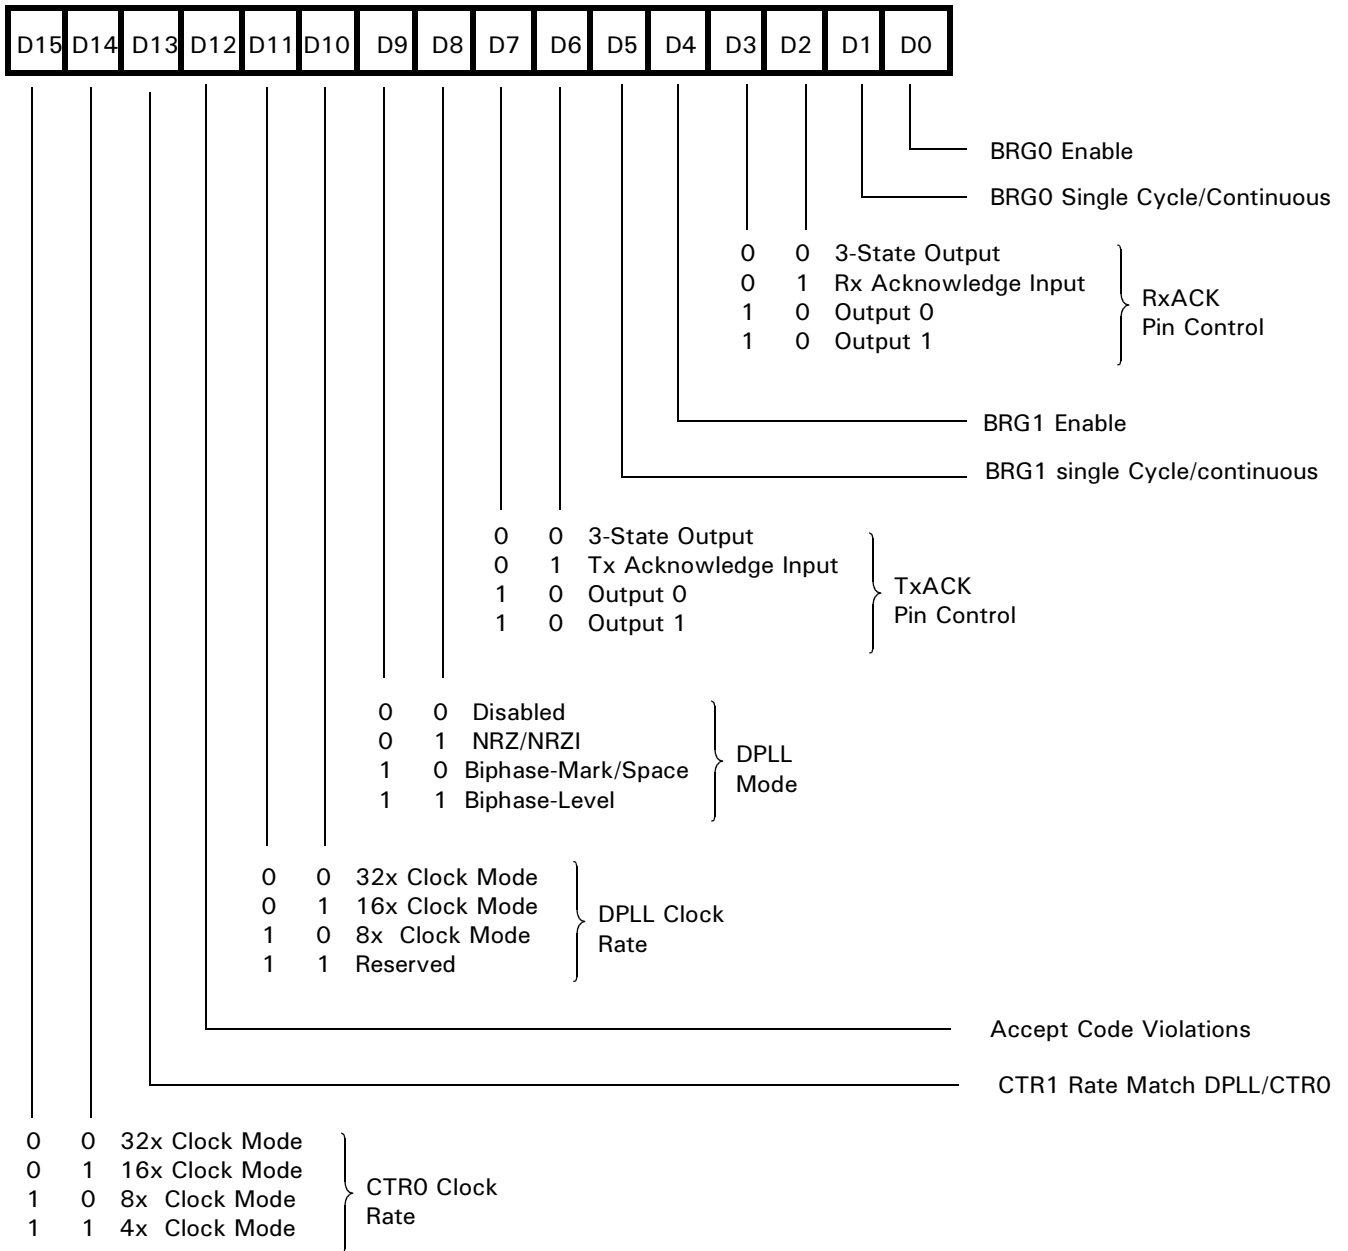 D15 D14 D13 D12 D11 D10 D9 D8 D7 D6 D5 D4 D3 D2 D1 D0
BRG0 Enable
BRG0 Single Cycle/Continuous
0 0 3-State Output
0 1 Rx Acknowledge Input
1 0 Output 0
1 0 Output 1
RxACK
Pin Control
BRG1 Enable
BRG1 single Cycle/continuous
0 0 3-State Output
0 1 Tx Acknowledge Input
1 0 Output 0
1 0 Output 1
TxACK
Pin Control
0 0 Disabled
0 1 NRZ/NRZI
1 0 Biphase-Mark/Space
1 1 Biphase-Level
DPLL
Mode
0 0 32x Clock Mode
0 1 16x Clock Mode
1 0 8x Clock Mode
1 1 Reserved
DPLL Clock
Rate
Accept Code Violations
CTR1 Rate Match DPLL/CTR0
0 0 32x Clock Mode
0 1 16x Clock Mode
1 0 8x Clock Mode
1 1 4x Clock Mode
CTR0 Clock
Rate